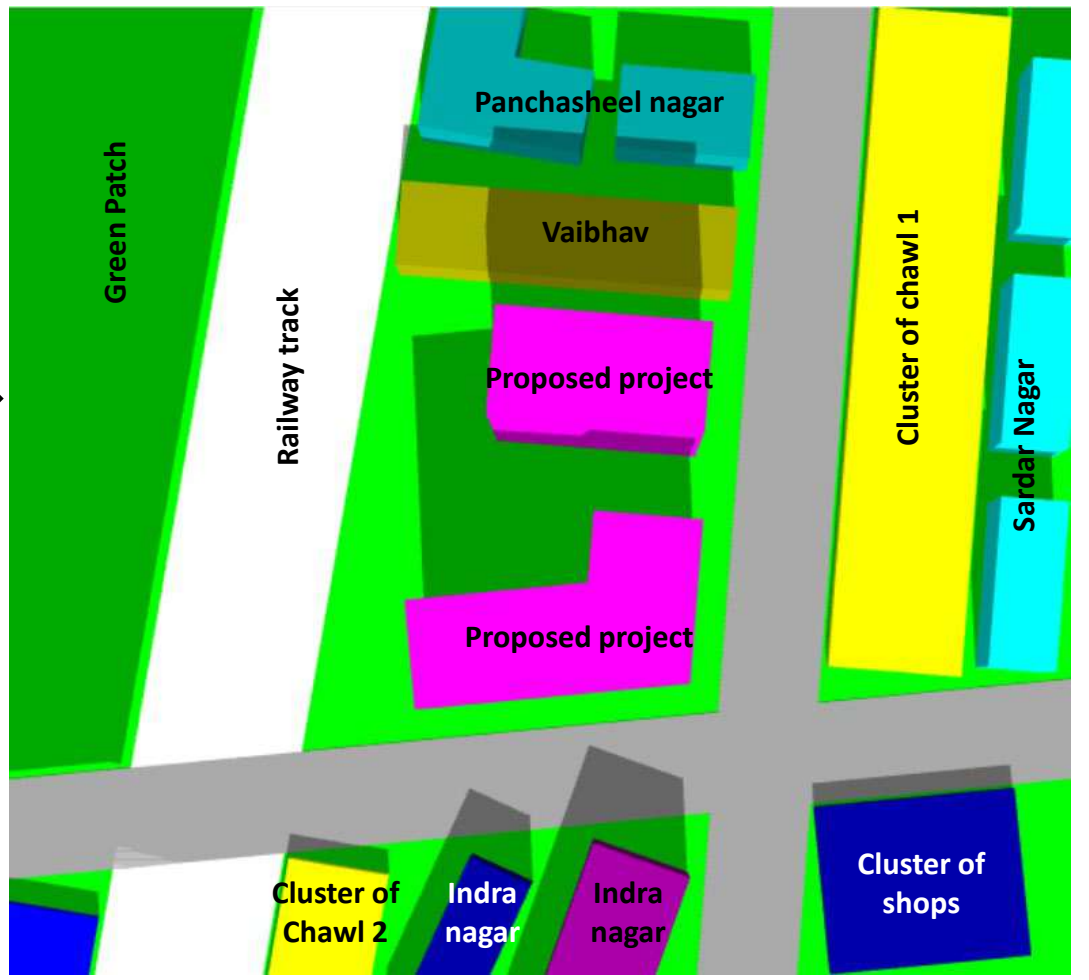 Panchasheel nagar
Green Patch
Vaibhav
Railway track
Proposed project
Cluster of chawl 1
Sardar Nagar
Proposed project
Cluster of
Chawl 2
Indra
nagar
Indra
nagar
Cluster of
shops